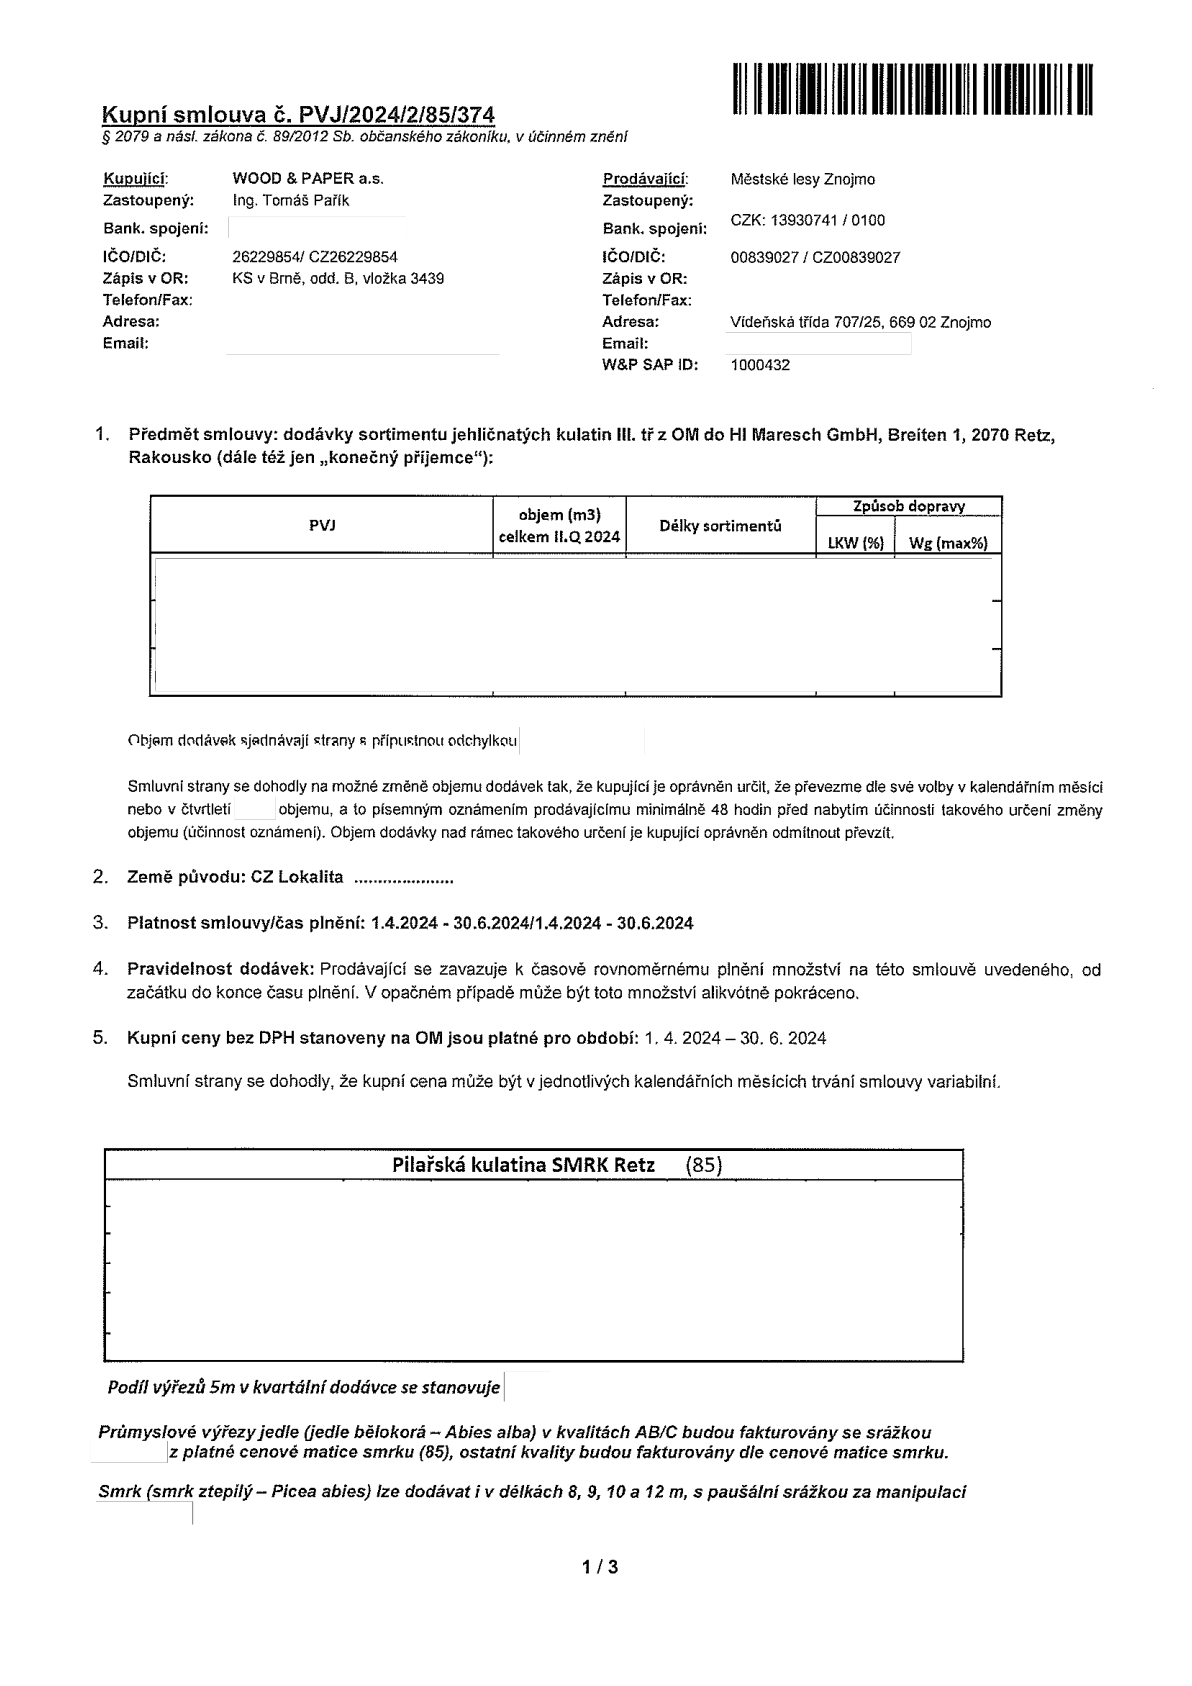 Kupní smlouva č. PVJ/2024/2/85/374
§ 2079 a násl. zákona č. 89/2012 Sb. občanského zákoníku, v účinném znění
Kupující: WOOD & PAPER a.s.
Zastoupený: Ing. Tomáš Pařík
Bank. spojení:
IČO/DIČ: 26229854/ CZ26229854
Zápis v OR: KS v Brně, odd. B, vložka 3439
Telefon/Fax:
Adresa:
Email:
Prodávající: Městské lesy Znojmo
Zastoupený:
Bank. spojení: CZK: 13930741 / 0100
IČO/DIČ: 00839027 / CZ00839027
Zápis v OR:
Telefon/Fax:
Adresa: Vídeňská třída 707/25, 669 02 Znojmo
Email:
W&P SAP ID: 1000432
1. Předmět smlouvy: dodávky sortimentu jehličnatých kulatin III. tř z OM do HI Maresch GmbH, Breiten 1, 2070 Retz,
Rakousko (dále též jen „konečný příjemce“):
PVJ
objem (m3)
celkem II.Q 2024
Délky sortimentů
Způsob dopravy
LKW (%) Wg (max%)
Objem dodávek sjednávají strany s přípustnou odchylkou
Smluvní strany se dohodly na možné změně objemu dodávek tak, že kupující je oprávněn určit, že převezme dle své volby v kalendářním měsíci
nebo v čtvrtletí objemu, a to písemným oznámením prodávajícímu minimálně 48 hodin před nabytím účinnosti takového určení změny
objemu (účinnost oznámení). Objem dodávky nad rámec takového určení je kupující oprávněn odmítnout převzít.
2. Země původu: CZ Lokalita .....................
3. Platnost smlouvy/čas plnění: 1.4.2024 - 30.6.2024/1.4.2024 - 30.6.2024
4. Pravidelnost dodávek: Prodávající se zavazuje k časově rovnoměrnému plnění množství na této smlouvě uvedeného, od
začátku do konce času plnění. V opačném případě může být toto množství alikvótně pokráceno.
5. Kupní ceny bez DPH stanoveny na OM jsou platné pro období: 1. 4. 2024 – 30. 6. 2024
Smluvní strany se dohodly, že kupní cena může být v jednotlivých kalendářních měsících trvání smlouvy variabilní.
Pilařská kulatina SMRK Retz (85)
Podíl výřezů 5m v kvartální dodávce se stanovuje
Průmyslové výřezy jedle (jedle bělokorá – Abies alba) v kvalitách AB/C budou fakturovány se srážkou
z platné cenové matice smrku (85), ostatní kvality budou fakturovány dle cenové matice smrku.
Smrk (smrk ztepilý – Picea abies) lze dodávat i v délkách 8, 9, 10 a 12 m, s paušální srážkou za manipulaci
1 / 3